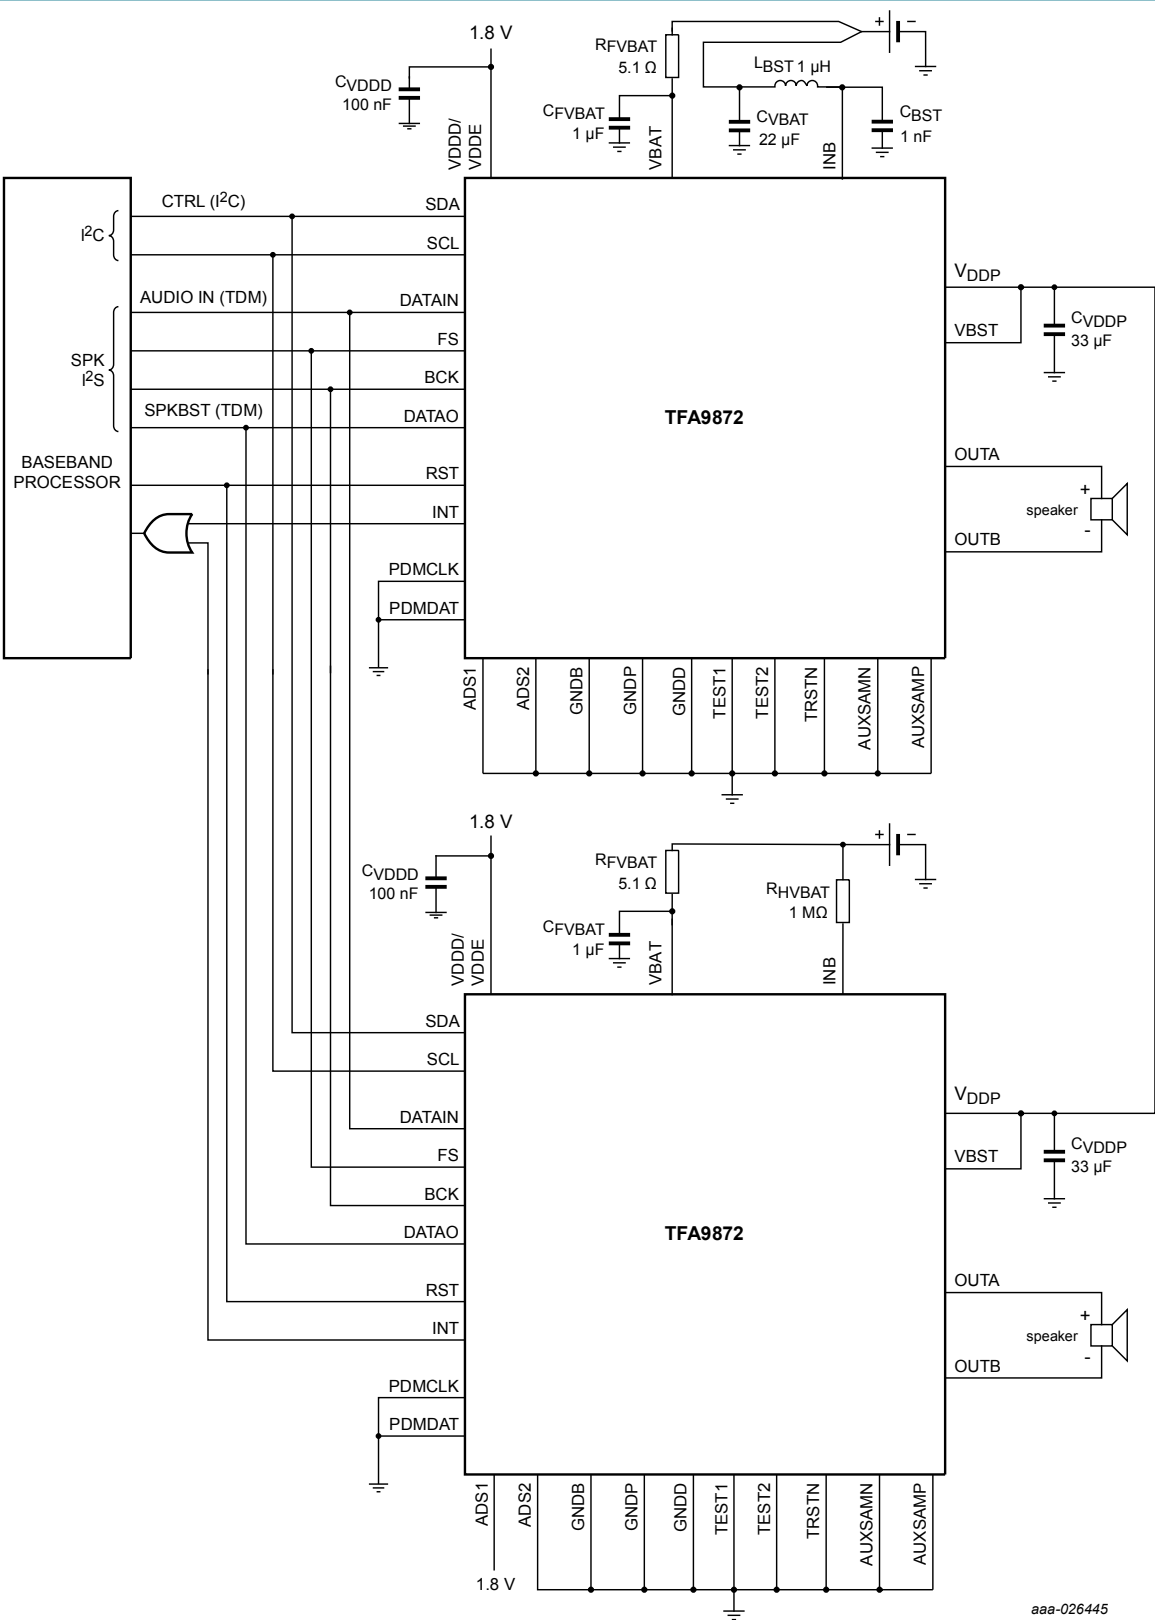 1.8 V
RFVBAT
5.1 Ω
+ −
LBST 1 µH
CVDDD
100 nF
CFVBAT
1 µF
CVBAT
22 µF
CBST
1 nF
VDDD/
VDDE
VBAT
INB
CTRL (I2C)
SDA
I2C
SCL
AUDIO IN (TDM)
DATAIN
FS
SPK
I2S
BCK
SPKBST (TDM)
DATAO
BASEBAND
PROCESSOR
RST
INT
PDMCLK
PDMDAT
TFA9872
VDDP
VBST
CVDDP
33 µF
OUTA
+
speaker
-
OUTB
ADS1
ADS2
GNDB
GNDP
GNDD
TEST1
TEST2
TRSTN
AUXSAMN
AUXSAMP
1.8 V
RFVBAT
5.1 Ω
+ −
CVDDD
100 nF
RHVBAT
1 MΩ
CFVBAT
1 µF
VDDD/
VDDE
VBAT
INB
SDA
SCL
DATAIN
FS
BCK
DATAO
RST
INT
PDMCLK
PDMDAT
TFA9872
VDDP
VBST
CVDDP
33 µF
OUTA
+
speaker
-
OUTB
ADS1
ADS2
GNDB
GNDP
GNDD
TEST1
TEST2
TRSTN
AUXSAMN
AUXSAMP
1.8 V
aaa-026445